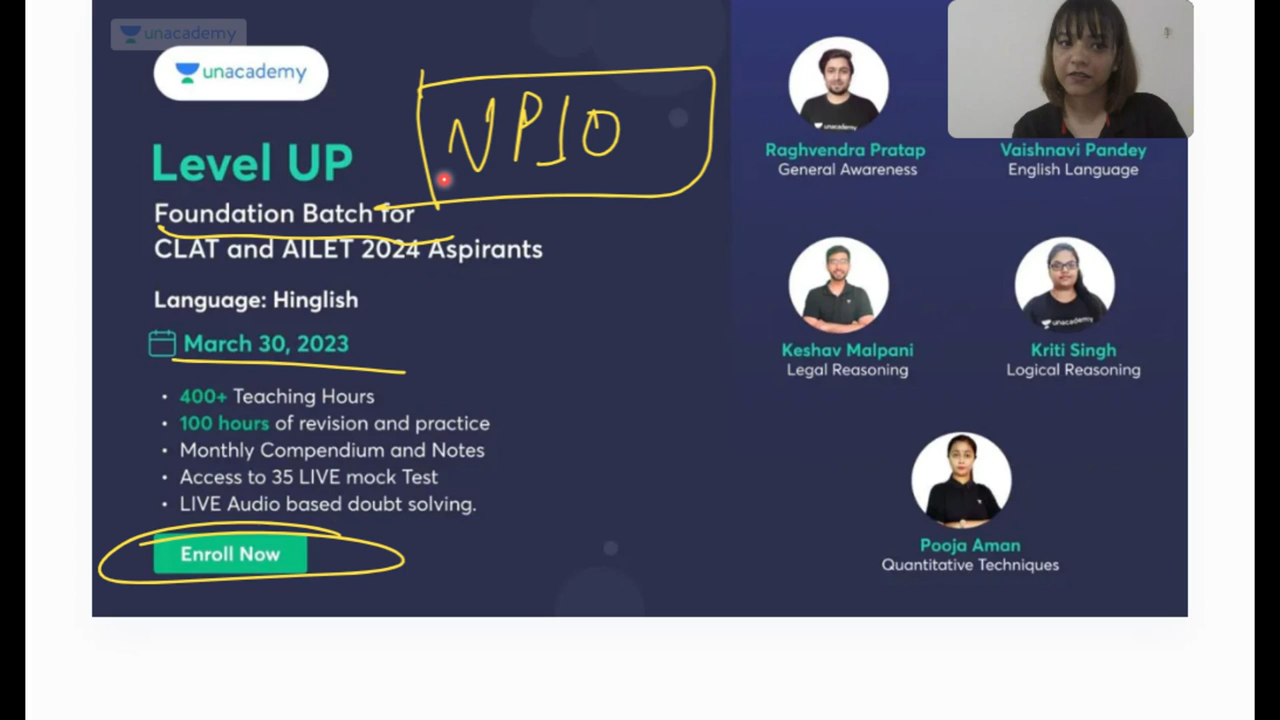 unacademy
unacademy
NP10
Level UP
Foundation Batch for
CLAT and AILET 2024 Aspirants
Language: Hinglish
March 30, 2023
• 400+ Teaching Hours
• 100 hours of revision and practice
• Monthly Compendium and Notes
• Access to 35 LIVE mock Test
• LIVE Audio based doubt solving.
Enroll Now
unacademy
Raghvendra Pratap
General Awareness
Vaishnavi Pandey
English Language
Keshav Malpani
Legal Reasoning
unacademy
Kriti Singh
Logical Reasoning
Pooja Aman
Quantitative Techniques